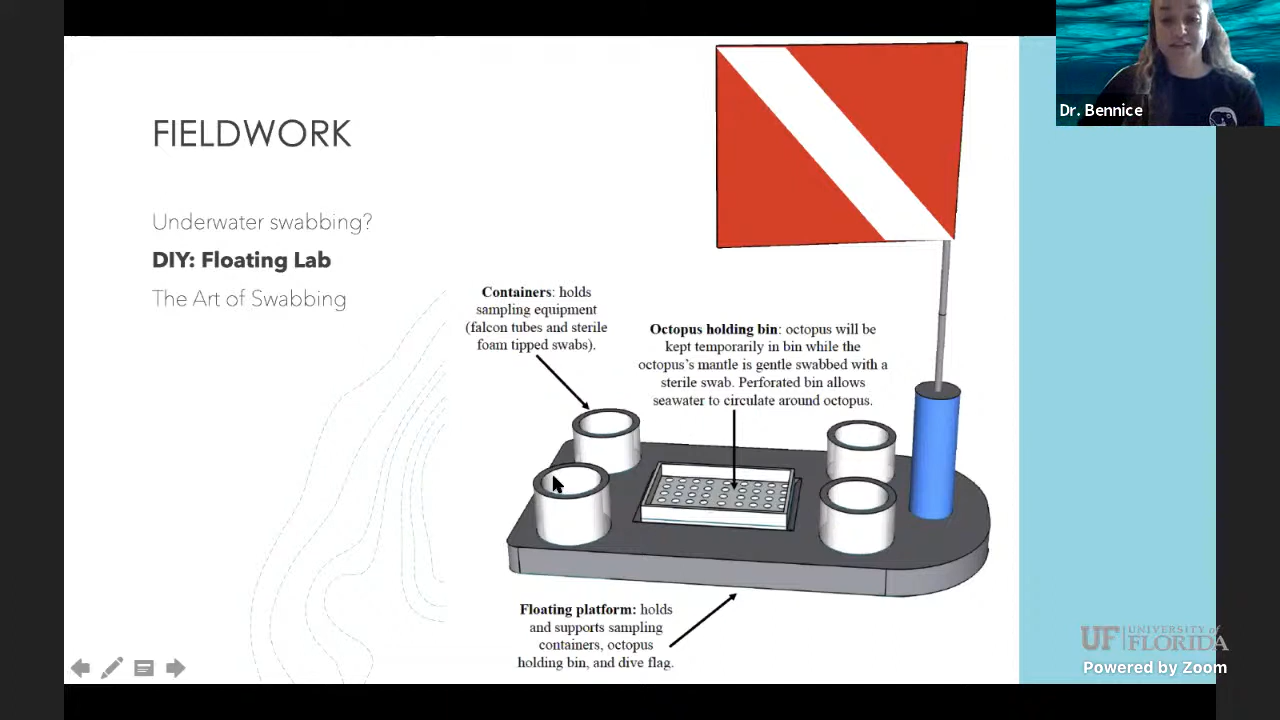 Dr. Bennice
FIELDWORK
Underwater swabbing?
DIY: Floating Lab
The Art of Swabbing
Containers: holds
sampling equipment
(falcon tubes and sterile
foam tipped swabs).
Octopus holding bin: octopus will be
kept temporarily in bin while the
octopus's mantle is gentle swabbed with a
sterile swab. Perforated bin allows
seawater to circulate around octopus.
Floating platform: holds
and supports sampling
containers, octopus
holding bin, and dive flag.
UF UNIVERSITY of
FLORIDA
Powered by Zoom